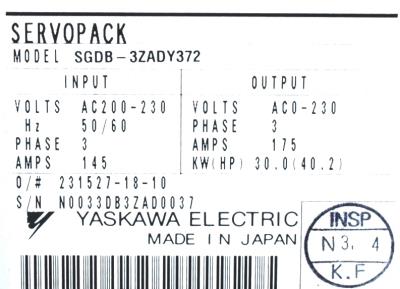 SERVOPACK
MODEL SGDB-3ZADY372
INPUT OUTPUT
VOLTS AC200-230 VOLTS AC0-230
Hz 50/60 PHASE 3
PHASE 3 AMPS 175
AMPS 145 KW(HP) 30.0(40.2)
O/# 231527-18-10
S/N N0033DB3ZAD0037
YASKAWA ELECTRIC
MADE IN JAPAN
INSP
N 3. 4
K.F